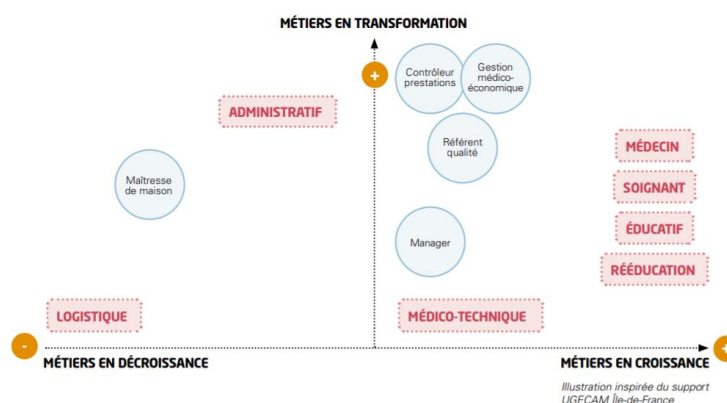 MÉTIERS EN TRANSFORMATION
+
Contrôleur
prestations
Gestion
médico-
économique
ADMINISTRATIF
Référent
qualité
MÉDECIN
Maîtresse
de maison
SOIGNANT
ÉDUCATIF
Manager
RÉÉDUCATION
LOGISTIQUE
MÉDICO-TECHNIQUE
-
+
MÉTIERS EN DÉCROISSANCE
MÉTIERS EN CROISSANCE
Illustration inspirée du support
UGECAM Île-de-France